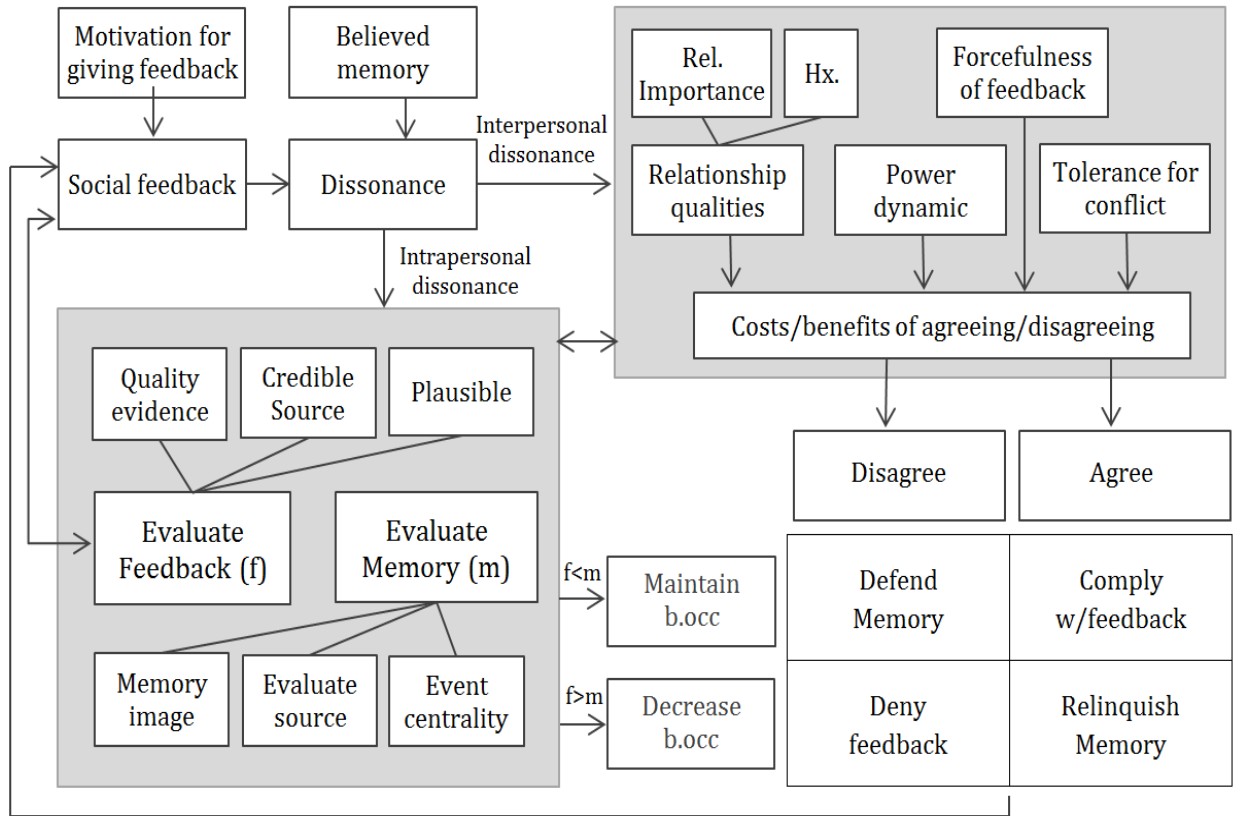 Motivation for
giving feedback
Believed
memory
Social feedback
Dissonance
Interpersonal
dissonance
Intrapersonal
dissonance
Rel.
Importance
Hx.
Forcefulness
of feedback
Relationship
qualities
Power
dynamic
Tolerance for
conflict
Costs/benefits of agreeing/disagreeing
Quality
evidence
Credible
Source
Plausible
Evaluate
Feedback (f)
Evaluate
Memory (m)
Memory
image
Evaluate
source
Event
centrality
f<m
Maintain
b.occ
f>m
Decrease
b.occ
Disagree
Agree
Defend
Memory
Comply
w/feedback
Deny
feedback
Relinquish
Memory